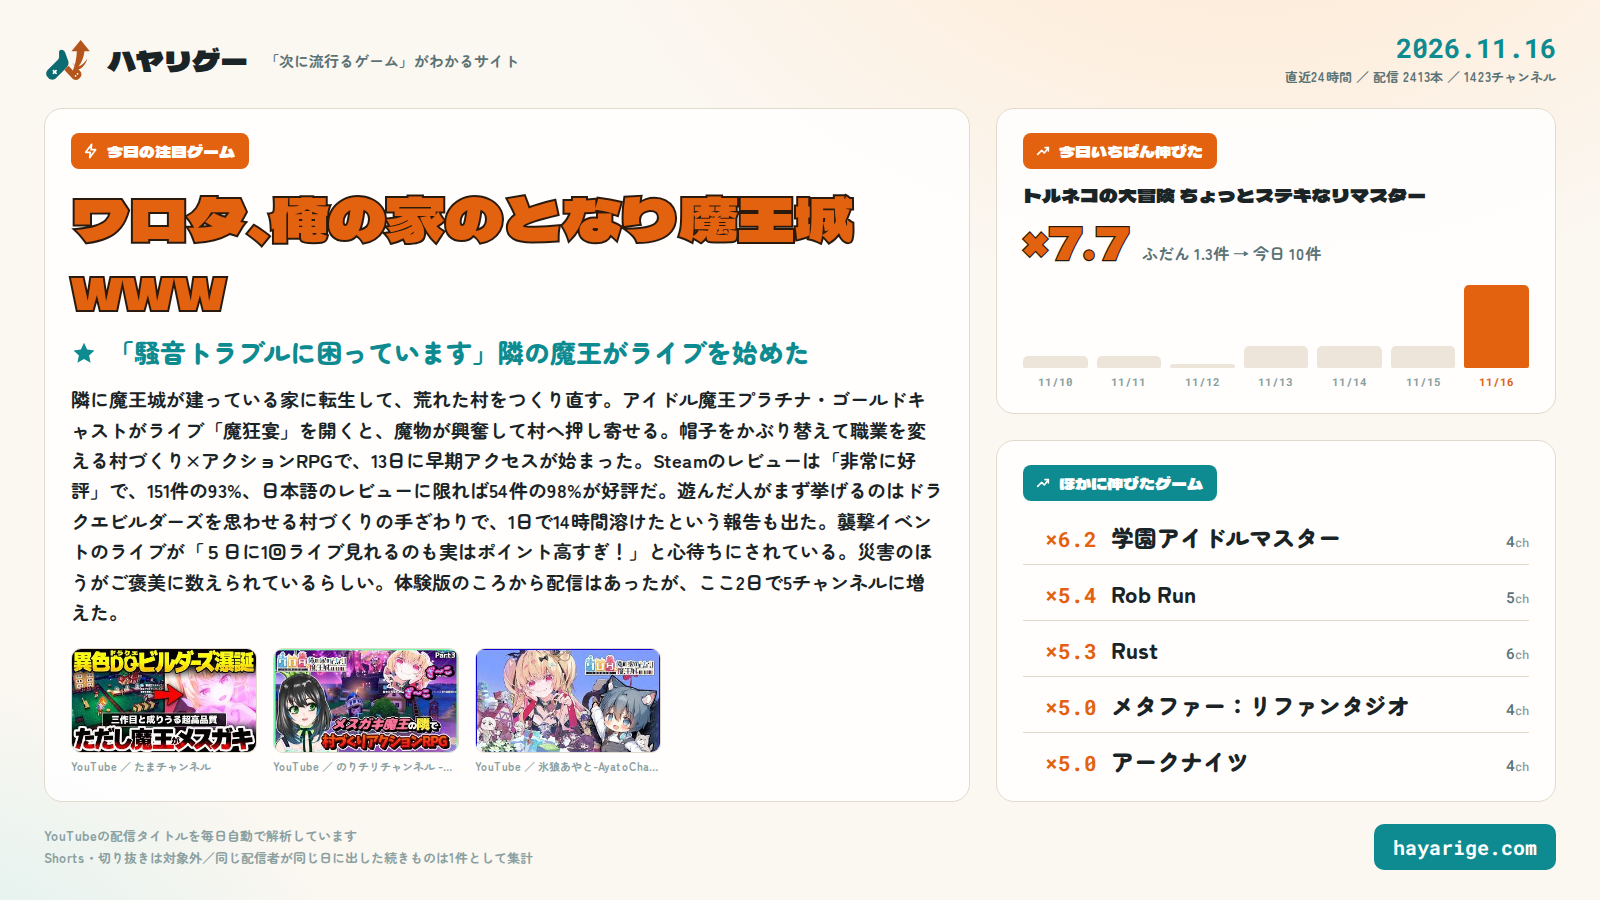 ハヤリゲー
「次に流行るゲーム」がわかるサイト
2026.11.16
直近24時間 ／ 配信 2413本 ／ 1423チャンネル
今日の注目ゲーム
ワロタ、俺の家のとなり魔王城
www
★ 「騒音トラブルに困っています」隣の魔王がライブを始めた
隣に魔王城が建っている家に転生して、荒れた村をつくり直す。アイドル魔王プラチナ・ゴールドキ
ャストがライブ「魔狂宴」を開くと、魔物が興奮して村へ押し寄せる。帽子をかぶり替えて職業を変
える村づくり×アクションRPGで、13日に早期アクセスが始まった。Steamのレビューは「非常に好
評」で、151件の93%、日本語のレビューに限れば54件の98%が好評だ。遊んだ人がまず挙げるのはドラ
クエビルダーズを思わせる村づくりの手ざわりで、1日で14時間溶けたという報告も出た。襲撃イベン
トのライブが「５日に1回ライブ見れるのも実はポイント高すぎ！」と心待ちにされている。災害のほ
うがご褒美に数えられているらしい。体験版のころから配信はあったが、ここ2日で5チャンネルに増
えた。
異色DQビルダーズ爆誕
三作目と成りうる超高品質
ただし魔王がメスガキ
YouTube ／ たまチャンネル
Part3
ざ〜こ
ざ〜こ
メスガキ魔王の隣で
村づくりアクションRPG
YouTube ／ のりチリチャンネル -...
YouTube ／ 氷狼あやと-AyatoCha...
今日いちばん伸びた
トルネコの大冒険 ちょっとステキなリマスター
×7.7 ふだん 1.3件 → 今日 10件
11/10 11/11 11/12 11/13 11/14 11/15 11/16
ほかに伸びたゲーム
×6.2 学園アイドルマスター 4ch
×5.4 Rob Run 5ch
×5.3 Rust 6ch
×5.0 メタファー：リファンタジオ 4ch
×5.0 アークナイツ 4ch
YouTubeの配信タイトルを毎日自動で解析しています
Shorts・切り抜きは対象外／同じ配信者が同じ日に出した続きものは1件として集計
hayarige.com